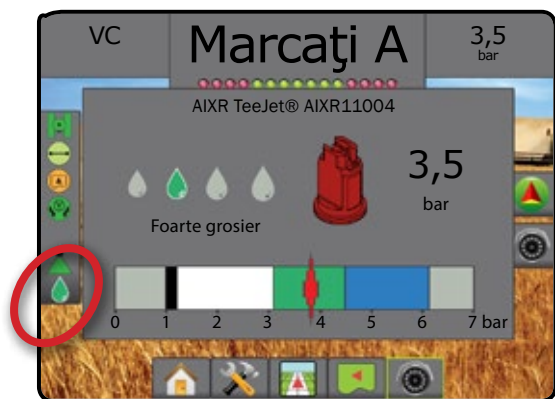 VC
Marcaţi A
3,5
bar
AIXR TeeJet® AIXR11004
3,5
bar
Foarte grosier
0 1 2 3 4 5 6 7 bar